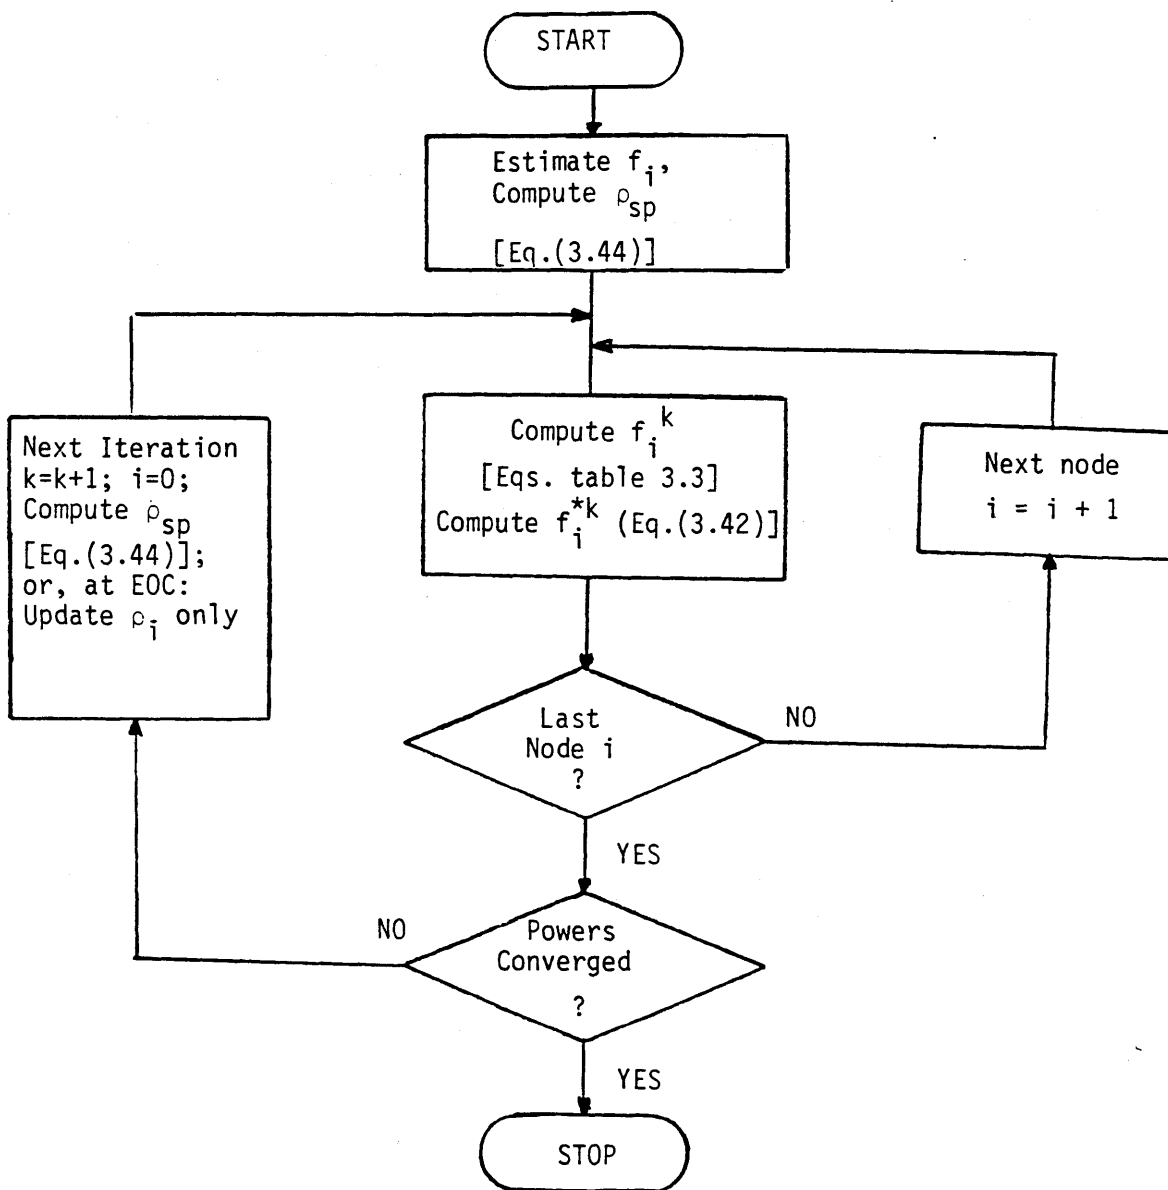 START
Estimate f_i,
Compute ρ_sp
[Eq.(3.44)]
Compute f_i^k
[Eqs. table 3.3]
Compute f_i^*k (Eq.(3.42)]
Next node
i = i + 1
Next Iteration
k=k+1; i=0;
Compute ρ_sp
[Eq.(3.44)];
or, at EOC:
Update ρ_i only
Last
Node i
?
NO
YES
Powers
Converged
?
NO
YES
STOP